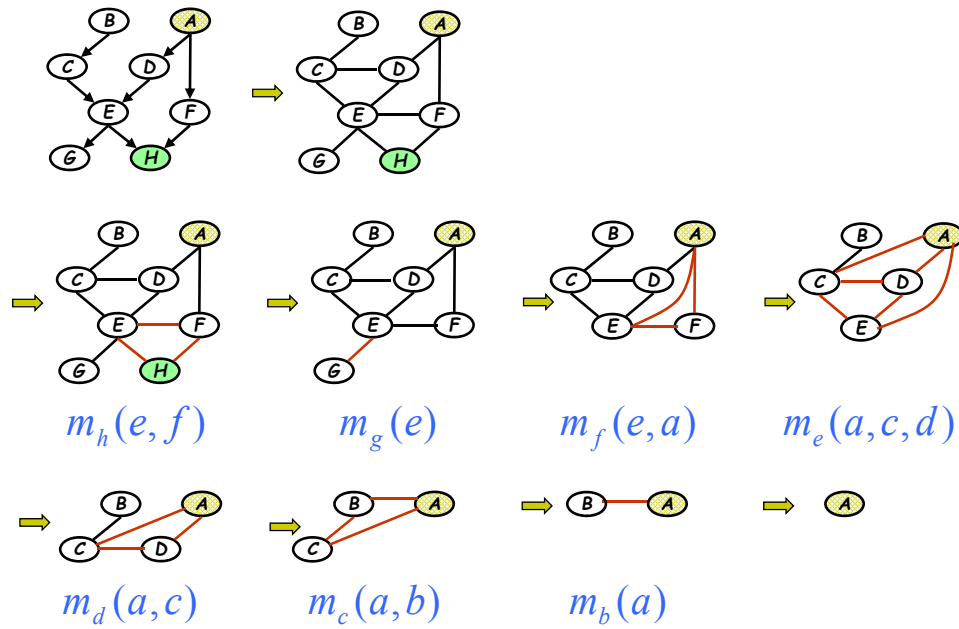 B A B A
C D C D
E F E F
G H G H
B A B A B A B A
C D C D C D C D
E F E F E F E
G H G
m_h(e, f) m_g(e) m_f(e, a) m_e(a, c, d)
B A B A B A A
C D C
m_d(a, c) m_c(a, b) m_b(a)